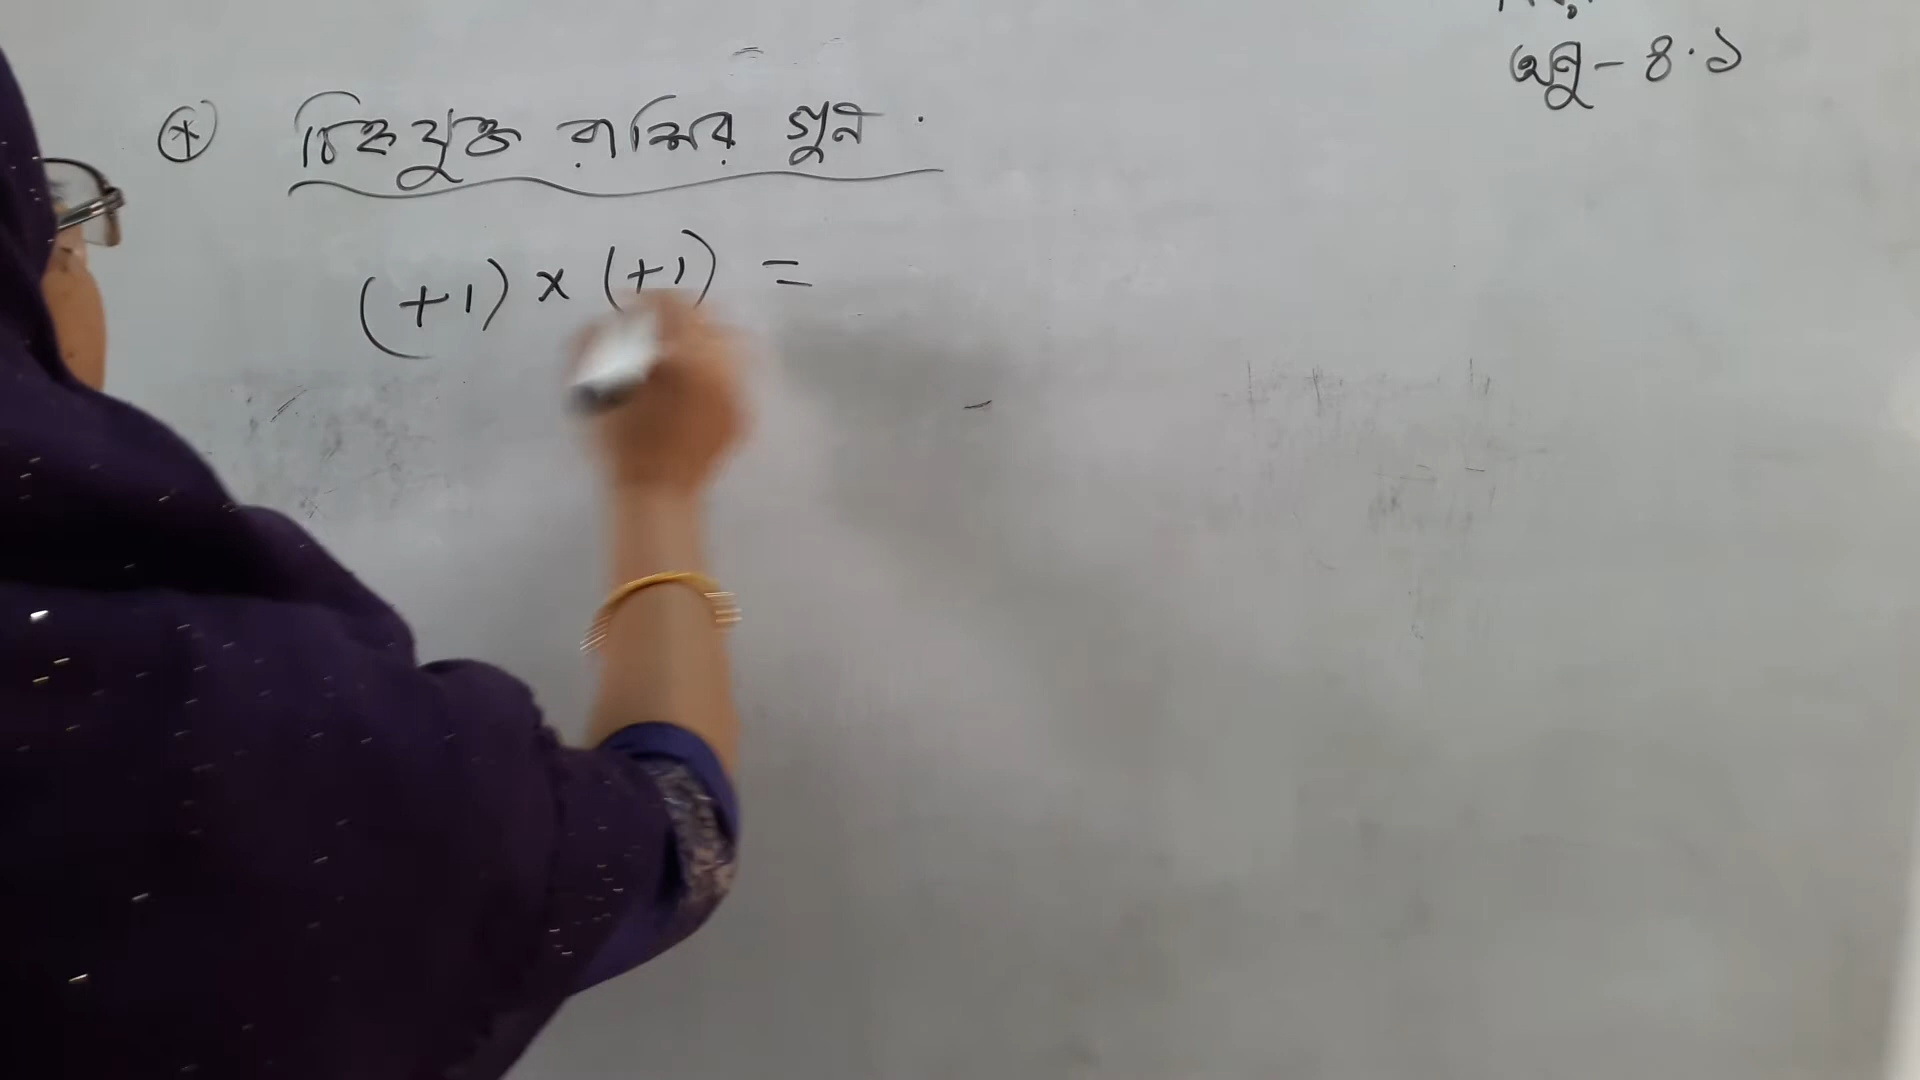 অনু - ৪.১
* চিহ্নযুক্ত রাশির গুন .
(+1) × (+1) =